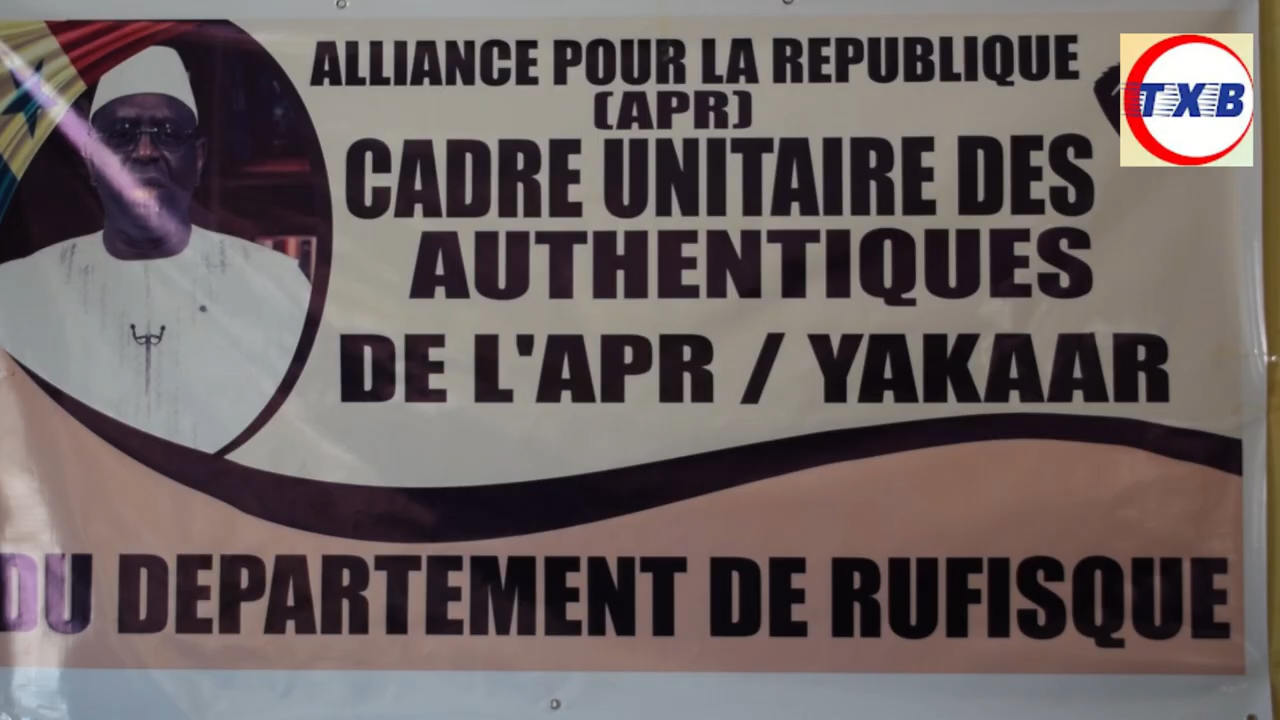 ALLIANCE POUR LA REPUBLIQUE
(APR)
CADRE UNITAIRE DES
AUTHENTIQUES
DE L'APR / YAKAAR
DU DEPARTEMENT DE RUFISQUE
TXB